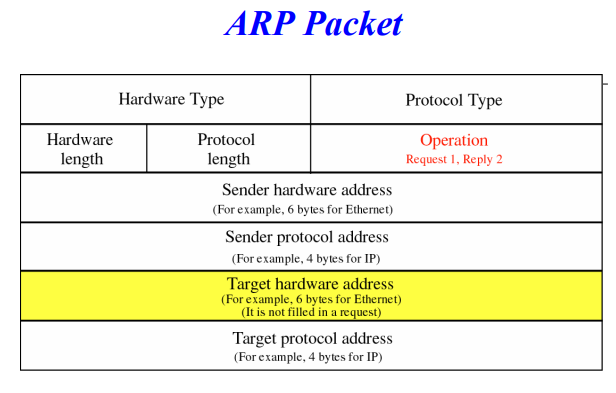 ARP Packet
Hardware Type
Protocol Type
Hardware
length
Protocol
length
Operation
Request 1, Reply 2
Sender hardware address
(For example, 6 bytes for Ethernet)
Sender protocol address
(For example, 4 bytes for IP)
Target hardware address
(For example, 6 bytes for Ethernet)
(It is not filled in a request)
Target protocol address
(For example, 4 bytes for IP)